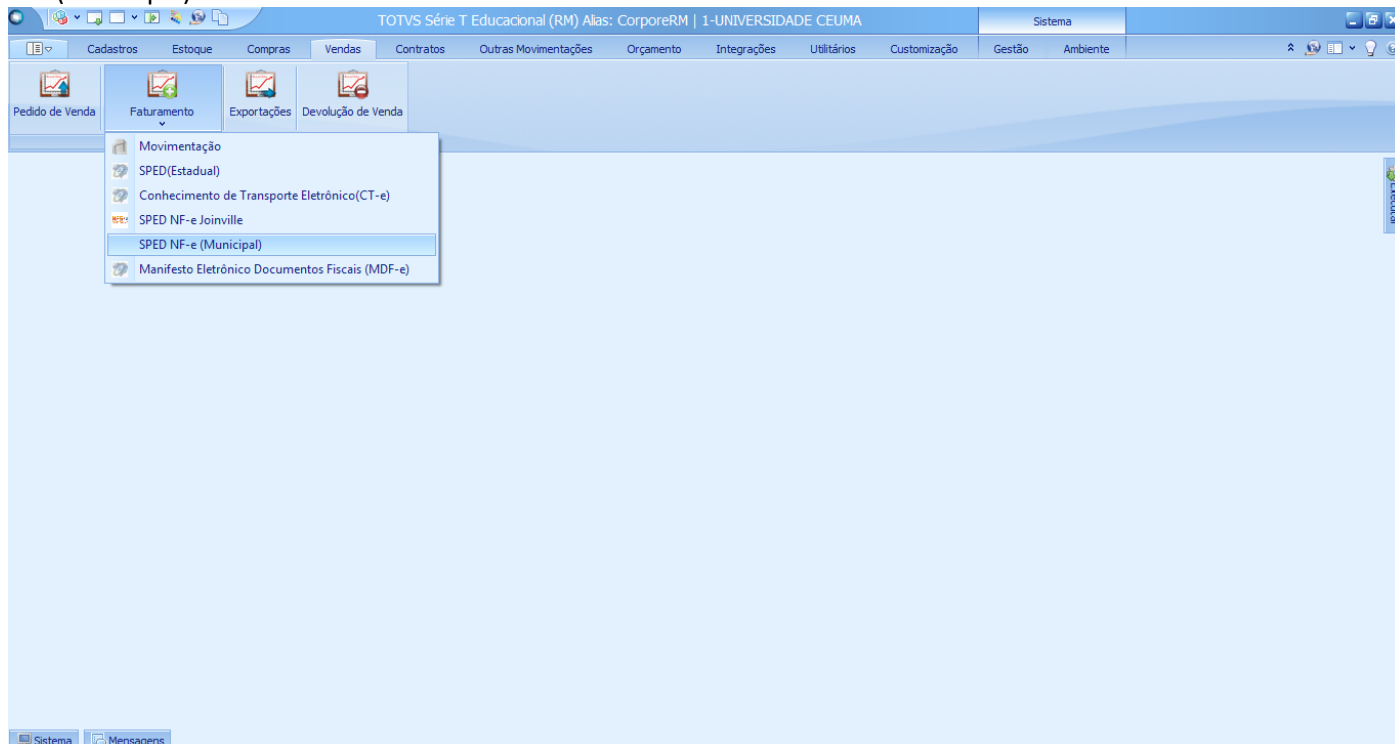 TOTVS Série T Educacional (RM) Alias: CorporeRM | 1-UNIVERSIDADE CEUMA
Sistema
Cadastros Estoque Compras Vendas Contratos Outras Movimentações Orçamento Integrações Utilitários Customização Gestão Ambiente
Pedido de Venda Faturamento Exportações Devolução de Venda
Movimentação
SPED(Estadual)
Conhecimento de Transporte Eletrônico(CT-e)
SPED NF-e Joinville
SPED NF-e (Municipal)
Manifesto Eletrônico Documentos Fiscais (MDF-e)
Executar
Sistema Mensagens